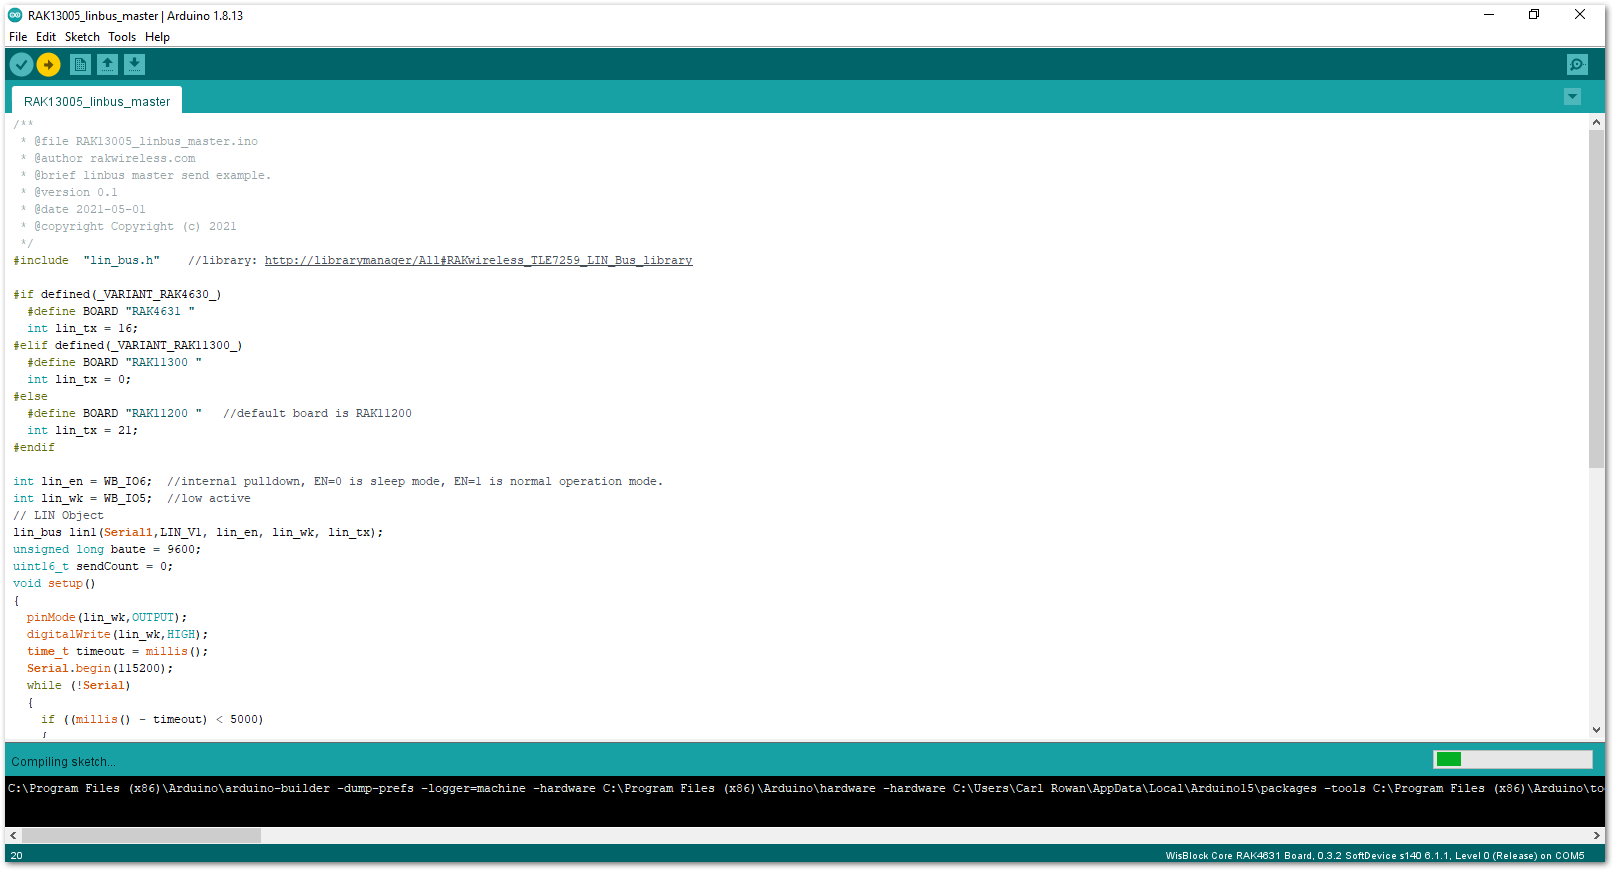 RAK13005_linbus_master | Arduino 1.8.13
File Edit Sketch Tools Help
RAK13005_linbus_master
/**
 * @file RAK13005_linbus_master.ino
 * @author rakwireless.com
 * @brief linbus master send example.
 * @version 0.1
 * @date 2021-05-01
 * @copyright Copyright (c) 2021
 */
#include  "lin_bus.h"    //library: http://librarymanager/All#RAKwireless_TLE7259_LIN_Bus_library
#if defined(_VARIANT_RAK4630_)
  #define BOARD "RAK4631 "
  int lin_tx = 16;
#elif defined(_VARIANT_RAK11300_)
  #define BOARD "RAK11300 "
  int lin_tx = 0;
#else
  #define BOARD "RAK11200 "   //default board is RAK11200
  int lin_tx = 21;
#endif
int lin_en = WB_IO6;  //internal pulldown, EN=0 is sleep mode, EN=1 is normal operation mode.
int lin_wk = WB_IO5;  //low active
// LIN Object
lin_bus lin1(Serial1,LIN_V1, lin_en, lin_wk, lin_tx);
unsigned long baute = 9600;
uint16_t sendCount = 0;
void setup()
{
  pinMode(lin_wk,OUTPUT);
  digitalWrite(lin_wk,HIGH);
  time_t timeout = millis();
  Serial.begin(115200);
  while (!Serial)
  {
    if ((millis() - timeout) < 5000)
    {
Compiling sketch...
C:\Program Files (x86)\Arduino\arduino-builder -dump-prefs -logger=machine -hardware C:\Program Files (x86)\Arduino\hardware -hardware C:\Users\Carl Rowan\AppData\Local\Arduino15\packages -tools C:\Program Files (x86)\Arduino\to
20
WisBlock Core RAK4631 Board, 0.3.2 SoftDevice s140 6.1.1, Level 0 (Release) on COM5